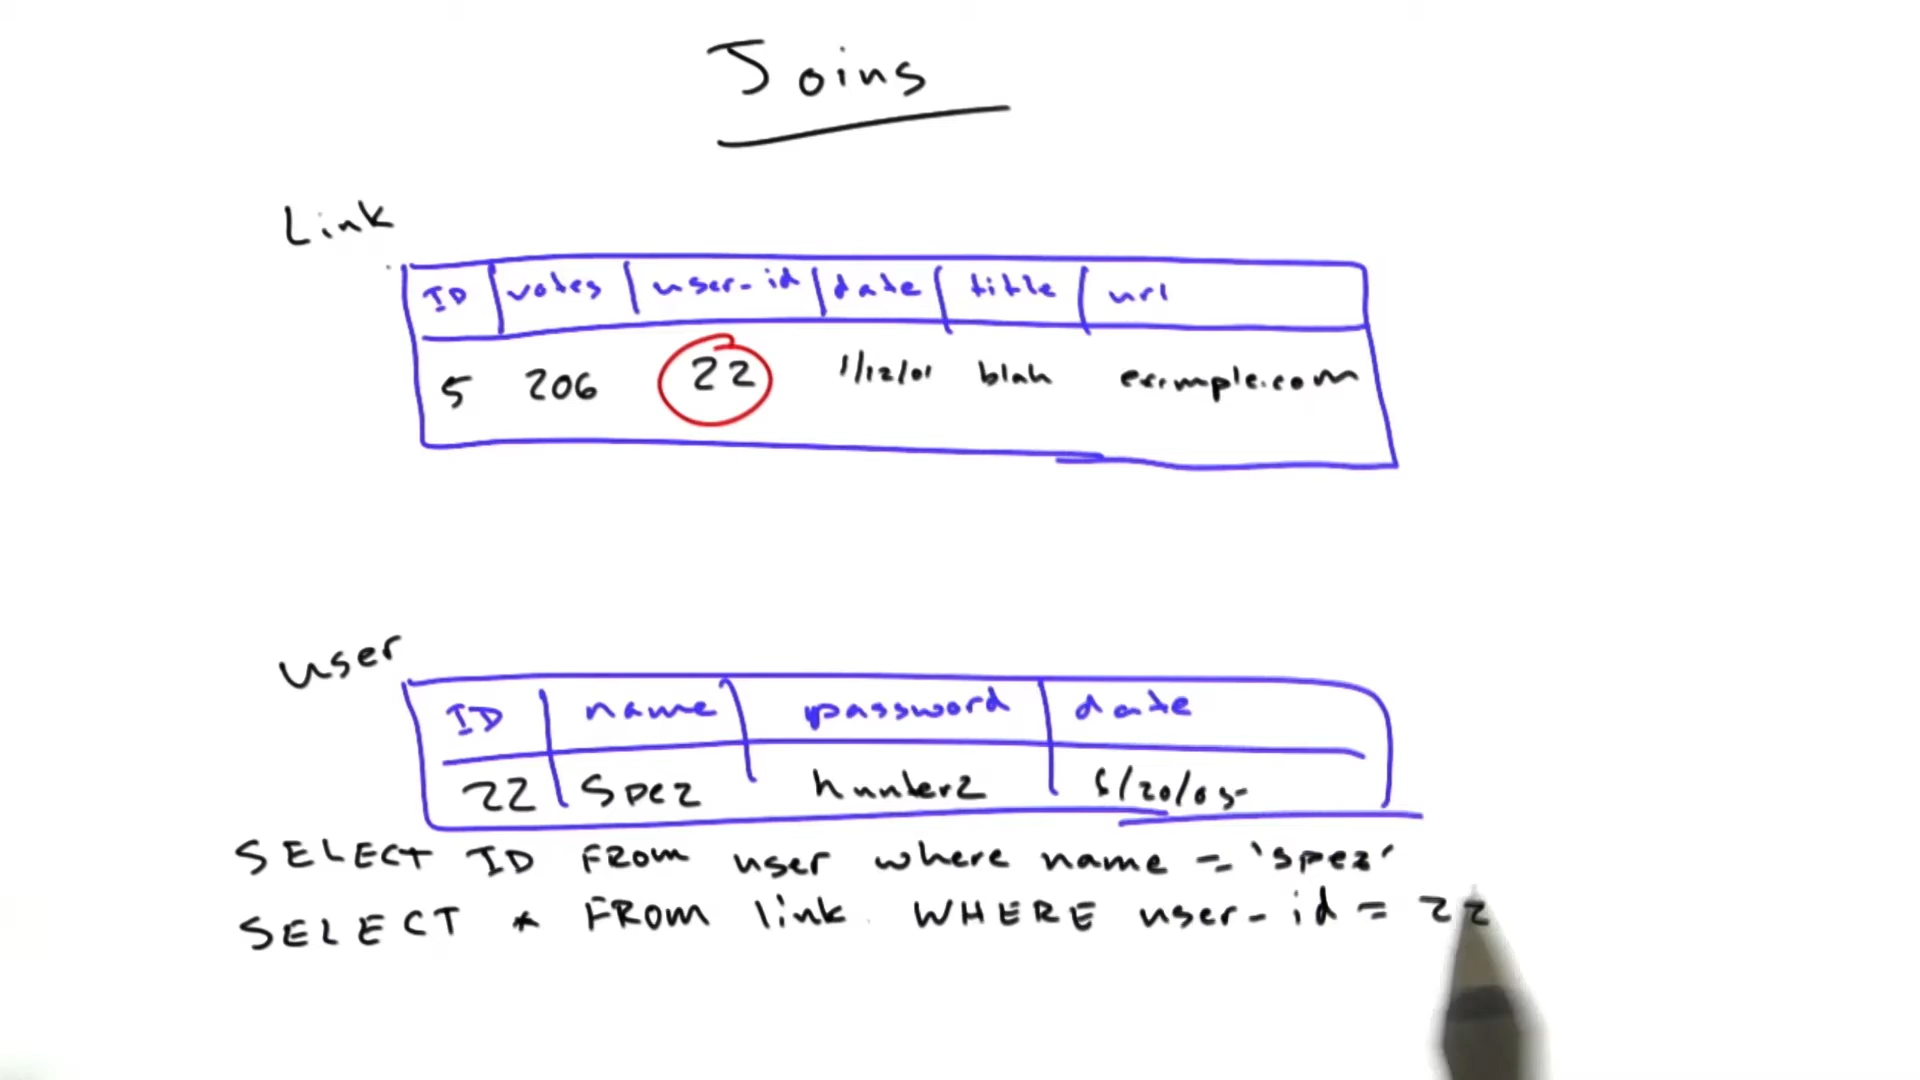 Joins
Link
ID votes user-id date title url
5 206 22 1/12/01 blah example.com
user
ID name password date
22 Spez hunter2 /20/05
SELECT ID FROM user where name = 'spez'
SELECT * FROM link WHERE user-id = 22